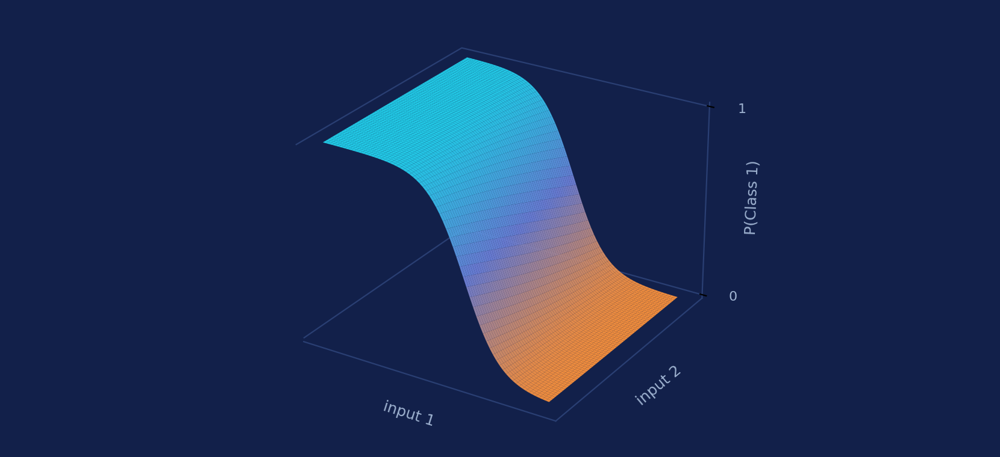 1
P(Class 1)
0
input 2
input 1